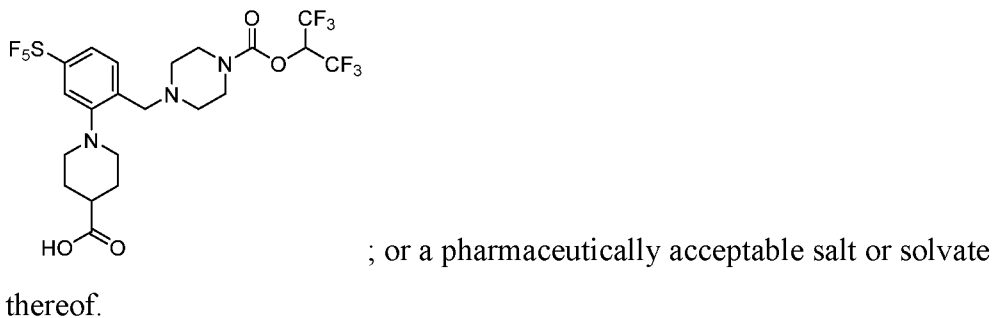 O CF₃
F₅S
N O CF₃
N
N
HO O
; or a pharmaceutically acceptable salt or solvate
thereof.